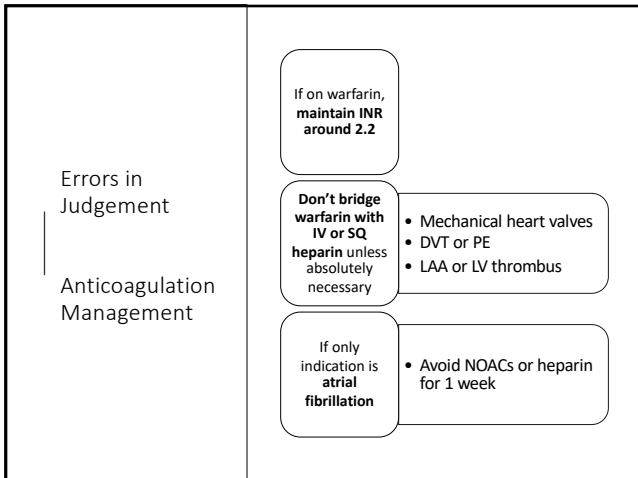 Errors in
Judgement
Anticoagulation
Management
If on warfarin,
maintain INR
around 2.2
Don’t bridge
warfarin with
IV or SQ
heparin unless
absolutely
necessary
• Mechanical heart valves
• DVT or PE
• LAA or LV thrombus
If only
indication is
atrial
fibrillation
• Avoid NOACs or heparin
for 1 week